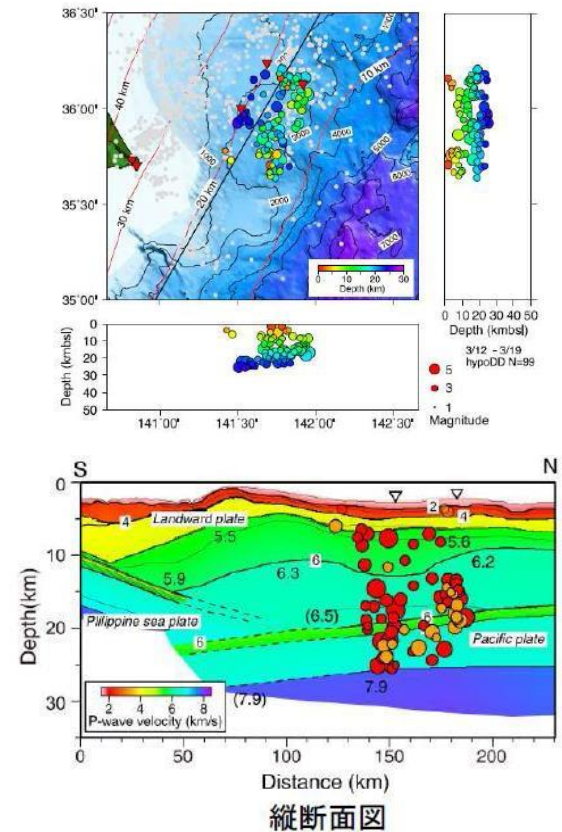 36˚30'
36˚00'
35˚30'
35˚00'
40 km
30 km
20 km
10 km
1000
1000
2000
2000
4000
5000
6000
7000
0 10 20 30
Depth (km)
0 10 20 30 40 50
Depth (kmbsl)
3/12 - 3/19
hypoDD N=99
5
3
1
Magnitude
Depth (kmbsl)
0
10
20
30
40
50
141˚00' 141˚30' 142˚00' 142˚30'
S N
0
10
20
30
Depth(km)
2
4
4
Landward plate
5.5
5.6
5.9
6
6.3
6.2
Pilippine sea plate
(6.5)
6
6
Pacific plate
(7.9)
7.9
2 4 6 8
P-wave velocity (km/s)
0 50 100 150 200
Distance (km)
縦断面図